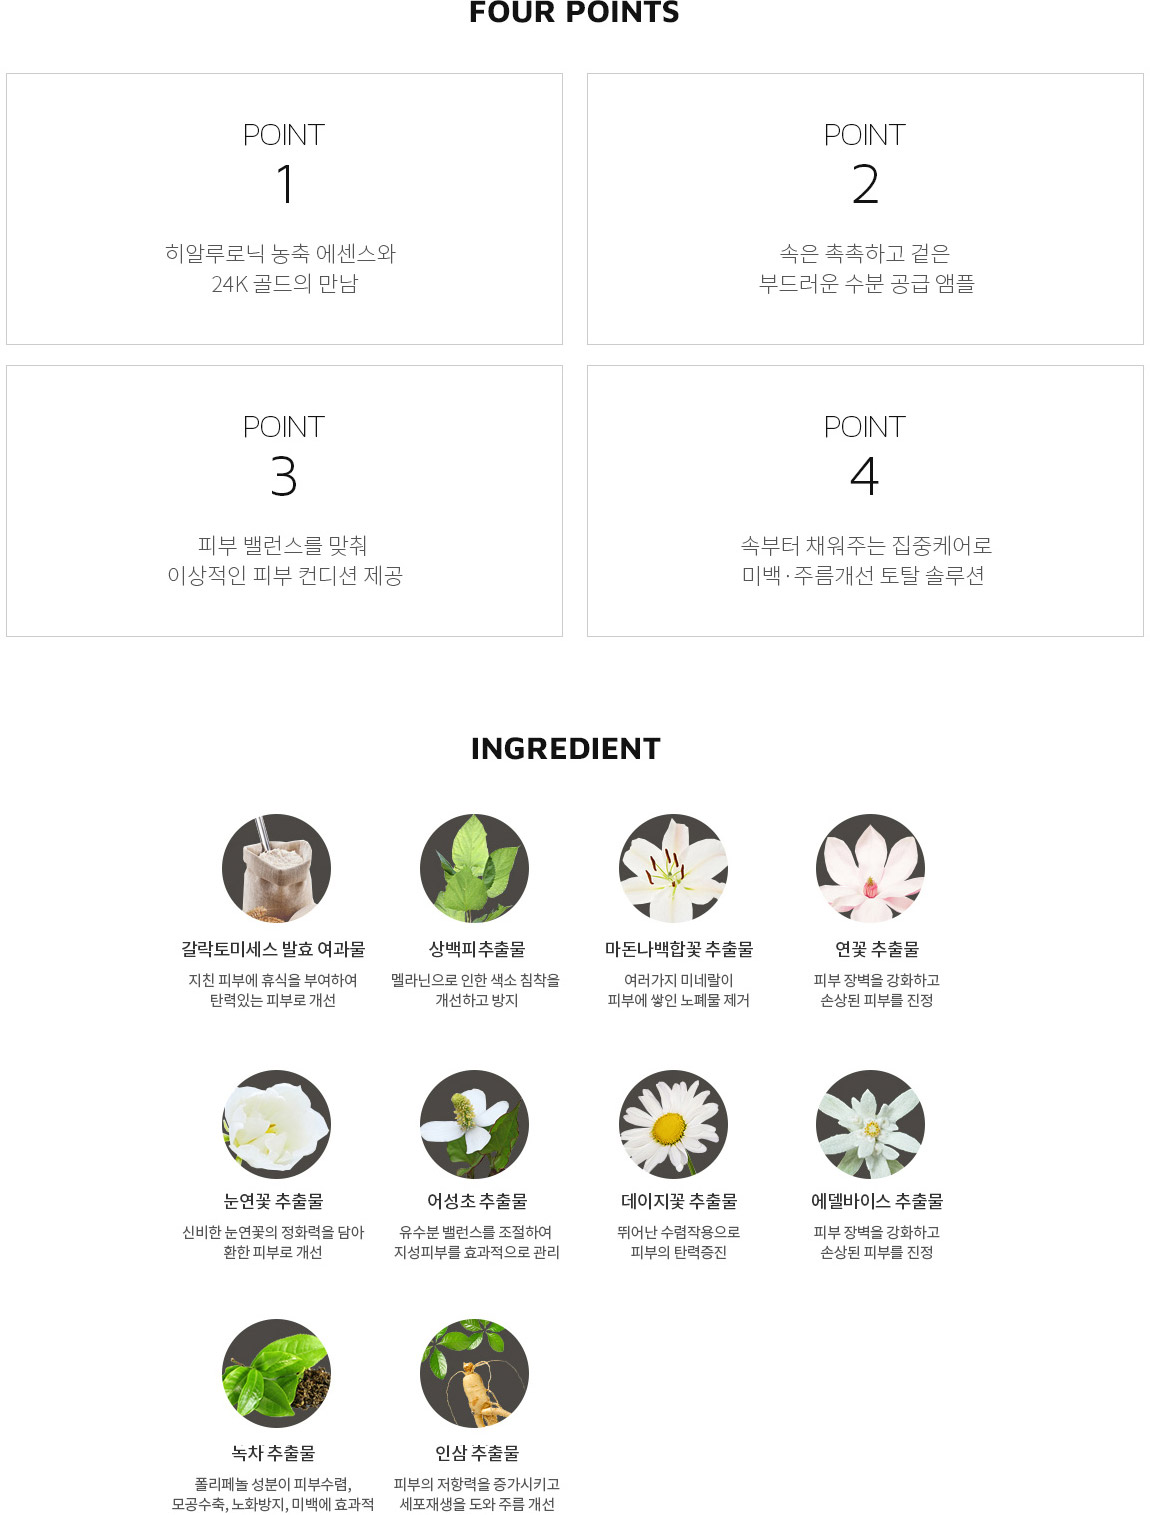 FOUR POINTS
POINT
1
히알루로닉 농축 에센스와
24K 골드의 만남
POINT
2
속은 촉촉하고 겉은
부드러운 수분 공급 앰플
POINT
3
피부 밸런스를 맞춰
이상적인 피부 컨디션 제공
POINT
4
속부터 채워주는 집중케어로
미백·주름개선 토탈 솔루션
INGREDIENT
갈락토미세스 발효 여과물
지친 피부에 휴식을 부여하여
탄력있는 피부로 개선
상백피추출물
멜라닌으로 인한 색소 침착을
개선하고 방지
마돈나백합꽃 추출물
여러가지 미네랄이
피부에 쌓인 노폐물 제거
연꽃 추출물
피부 장벽을 강화하고
손상된 피부를 진정
눈연꽃 추출물
신비한 눈연꽃의 정화력을 담아
환한 피부로 개선
어성초 추출물
유수분 밸런스를 조절하여
지성피부를 효과적으로 관리
데이지꽃 추출물
뛰어난 수렴작용으로
피부의 탄력증진
에델바이스 추출물
피부 장벽을 강화하고
손상된 피부를 진정
녹차 추출물
폴리페놀 성분이 피부수렴,
모공수축, 노화방지, 미백에 효과적
인삼 추출물
피부의 저항력을 증가시키고
세포재생을 도와 주름 개선